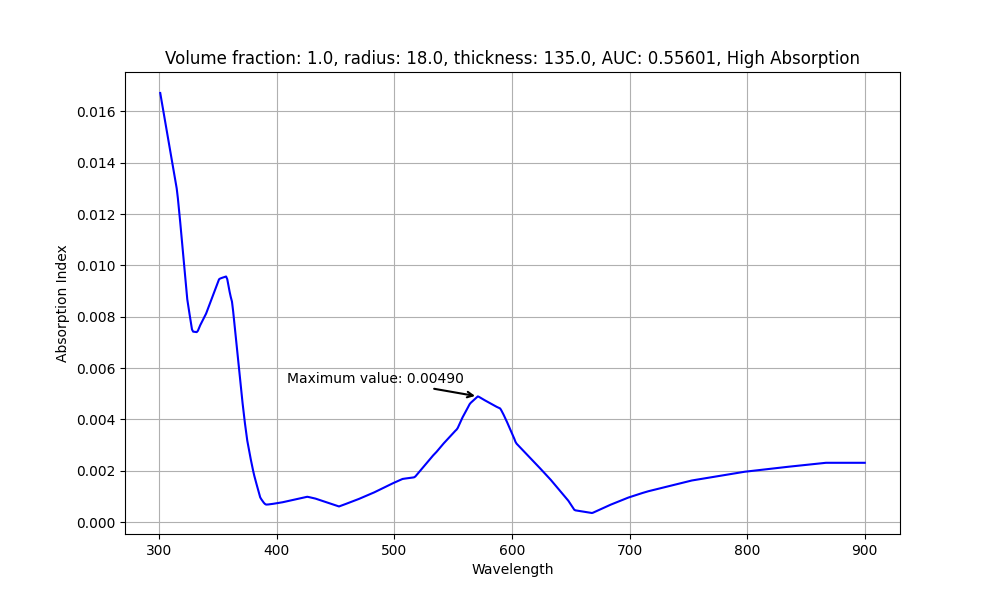 Volume fraction: 1.0, radius: 18.0, thickness: 135.0, AUC: 0.55601, High Absorption
Absorption Index
0.016
0.014
0.012
0.010
0.008
0.006
0.004
0.002
0.000
Maximum value: 0.00490
300 400 500 600 700 800 900
Wavelength